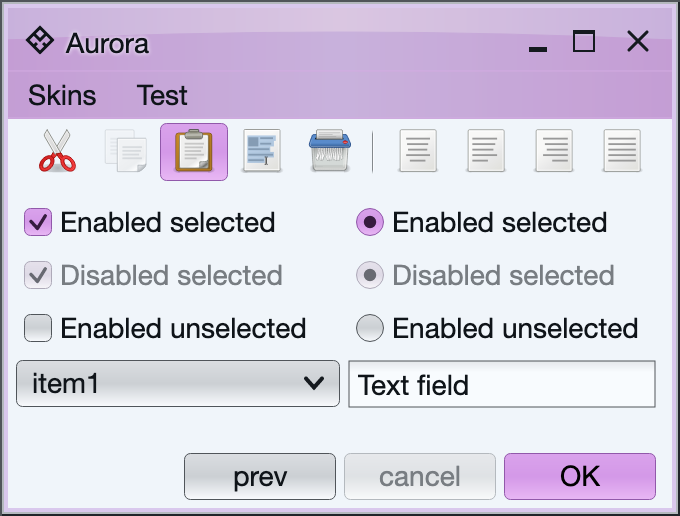 Aurora
Skins Test
Enabled selected Enabled selected
Disabled selected Disabled selected
Enabled unselected Enabled unselected
item1 Text field
prev cancel OK